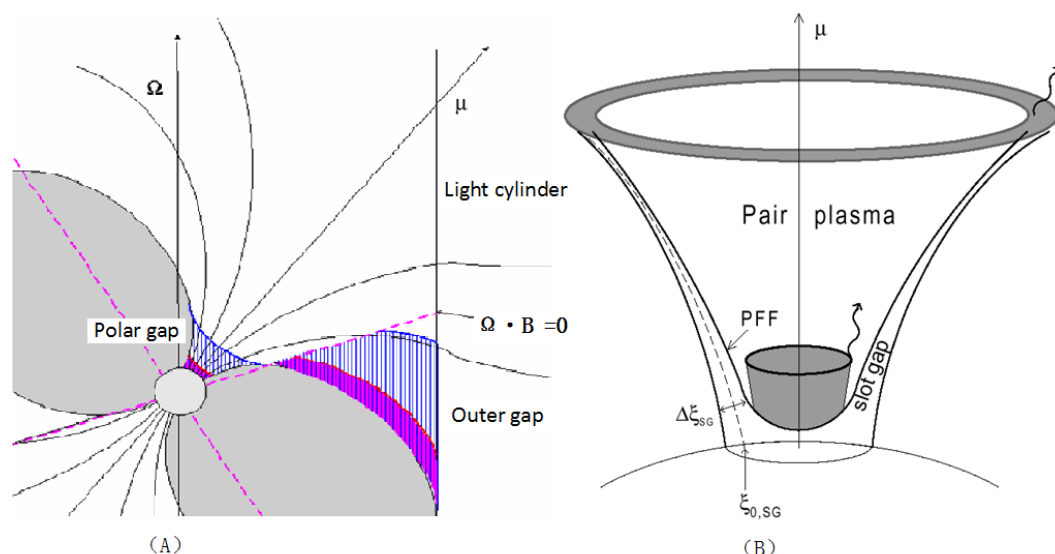 Ω
μ
Light cylinder
Polar gap
Ω · B =0
Outer gap
(A)
μ
Pair plasma
PFF
slot gap
Δξ_SG
ξ_0,SG
(B)